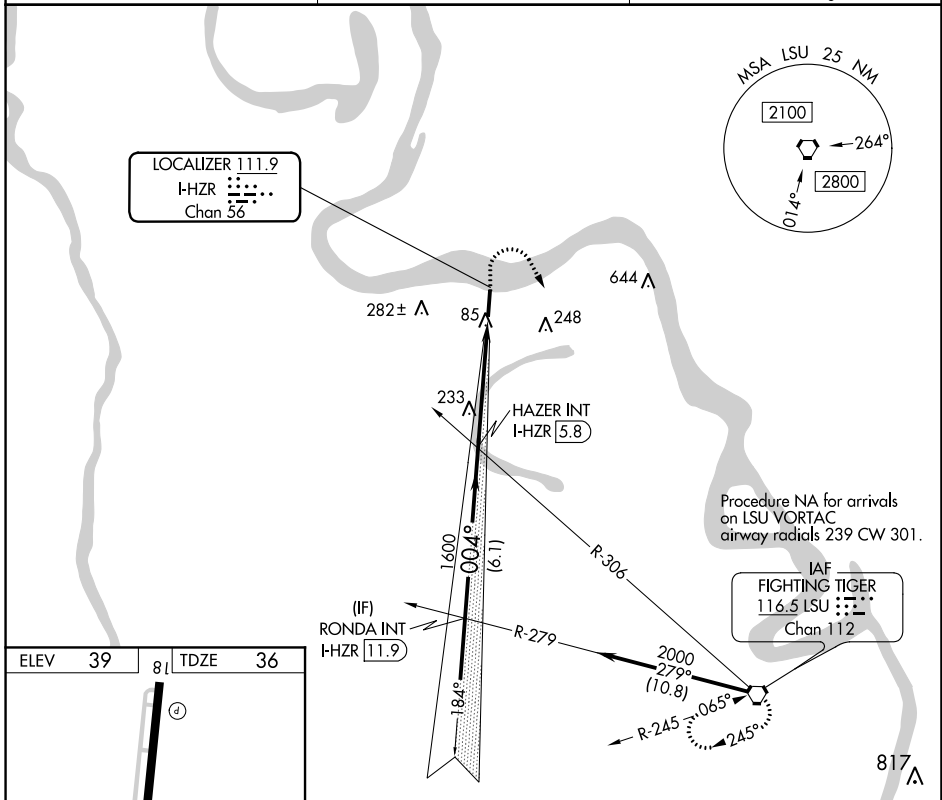 MSA LSU 25 NM
2100
264°
2800
014°
LOCALIZER 111.9
I-HZR
Chan 56
644
282±
85
248
233
HAZER INT
I-HZR 5.8
Procedure NA for arrivals
on LSU VORTAC
airway radials 239 CW 301.
R-306
1600
004°
(6.1)
IAF
FIGHTING TIGER
116.5 LSU
Chan 112
(IF)
RONDA INT
I-HZR 11.9
R-279
2000
279°
(10.8)
184°
R-245
065°
245°
817
ELEV 39
18
TDZE 36
P